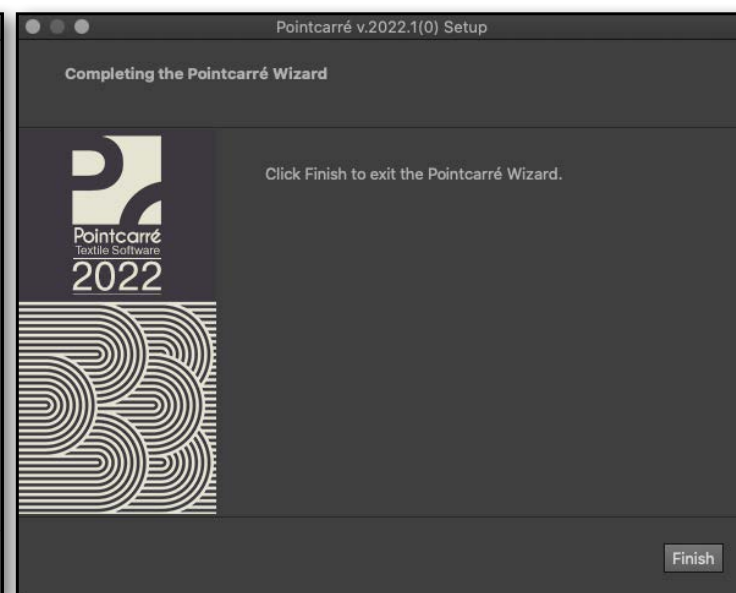 Pointcarré v.2022.1(0) Setup
Completing the Pointcarré Wizard
Click Finish to exit the Pointcarré Wizard.
Pointcarré
Textile Software
2022
Finish